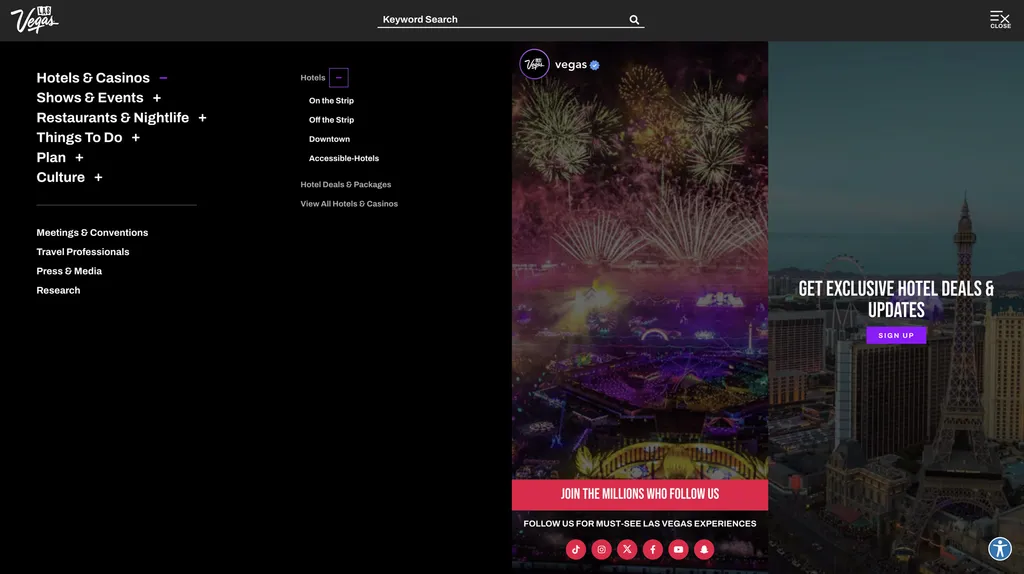 LAS
Vegas
Keyword Search
CLOSE
Hotels & Casinos −
Shows & Events +
Restaurants & Nightlife +
Things To Do +
Plan +
Culture +
Meetings & Conventions
Travel Professionals
Press & Media
Research
Hotels −
On the Strip
Off the Strip
Downtown
Accessible-Hotels
Hotel Deals & Packages
View All Hotels & Casinos
LAS
Vegas
vegas
JOIN THE MILLIONS WHO FOLLOW US
FOLLOW US FOR MUST-SEE LAS VEGAS EXPERIENCES
GET EXCLUSIVE HOTEL DEALS &
UPDATES
SIGN UP